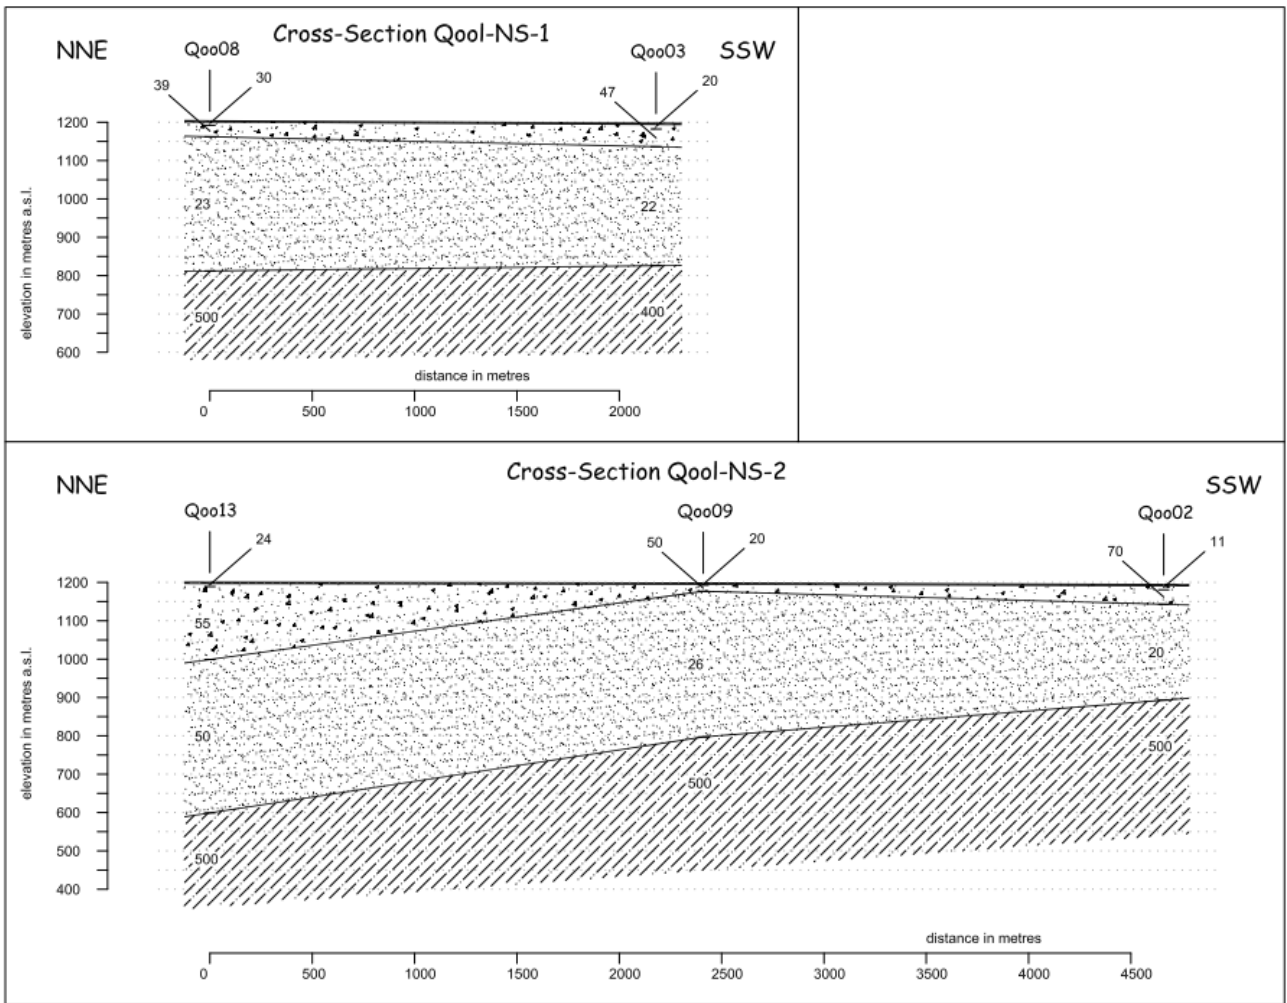 Cross-Section Qool-NS-1
NNE Qoo08 Qoo03 SSW
39 30 47 20
1200
1100
1000
900
800
700
600
elevation in metres a.s.l.
23 22
500 400
distance in metres
0 500 1000 1500 2000
Cross-Section Qool-NS-2
NNE SSW
Qoo13 Qoo09 Qoo02
24 50 20 70 11
1200
1100
1000
900
800
700
600
500
400
elevation in metres a.s.l.
55
26 20
50 500 500
500
distance in metres
0 500 1000 1500 2000 2500 3000 3500 4000 4500